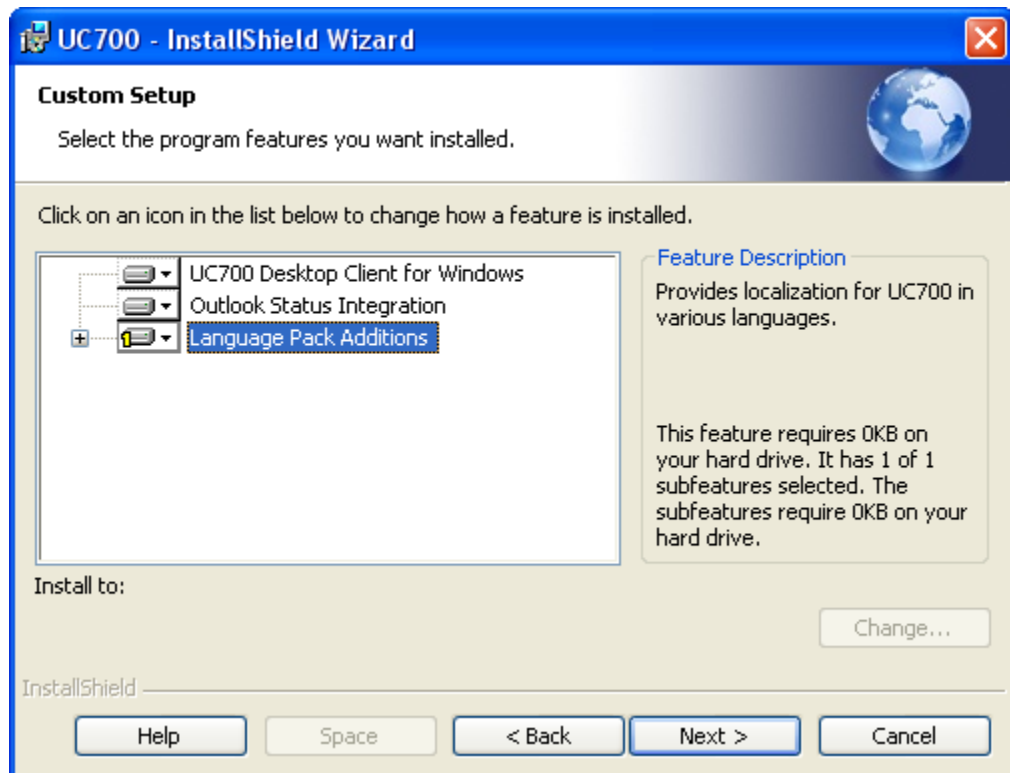 UC700 - InstallShield Wizard
Custom Setup
Select the program features you want installed.
Click on an icon in the list below to change how a feature is installed.
UC700 Desktop Client for Windows
Outlook Status Integration
Language Pack Additions
Feature Description
Provides localization for UC700 in
various languages.
This feature requires 0KB on
your hard drive. It has 1 of 1
subfeatures selected. The
subfeatures require 0KB on your
hard drive.
Install to:
Change...
InstallShield
Help
Space
< Back
Next >
Cancel